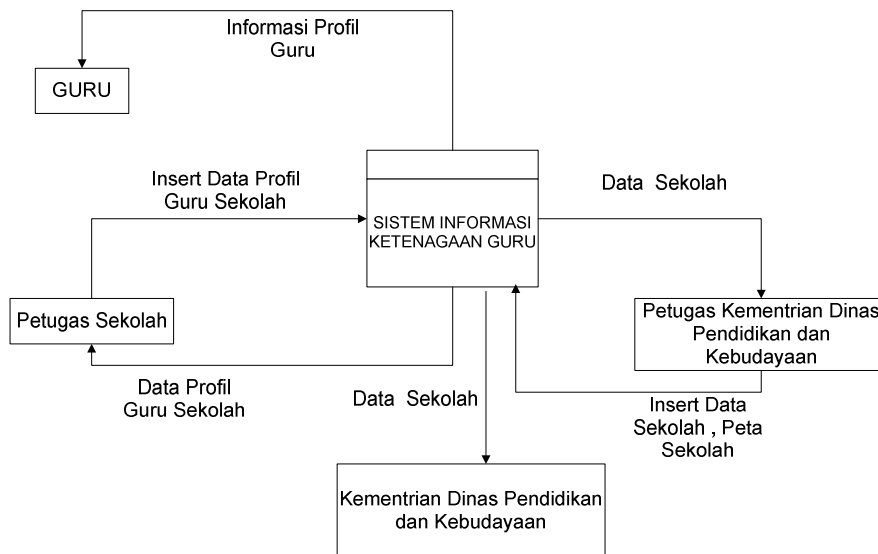 Informasi Profil
Guru
GURU
Insert Data Profil
Guru Sekolah
Data Sekolah
SISTEM INFORMASI
KETENAGAAN GURU
Petugas Sekolah
Petugas Kementrian Dinas
Pendidikan dan
Kebudayaan
Data Profil
Guru Sekolah
Data Sekolah
Insert Data
Sekolah , Peta
Sekolah
Kementrian Dinas Pendidikan
dan Kebudayaan